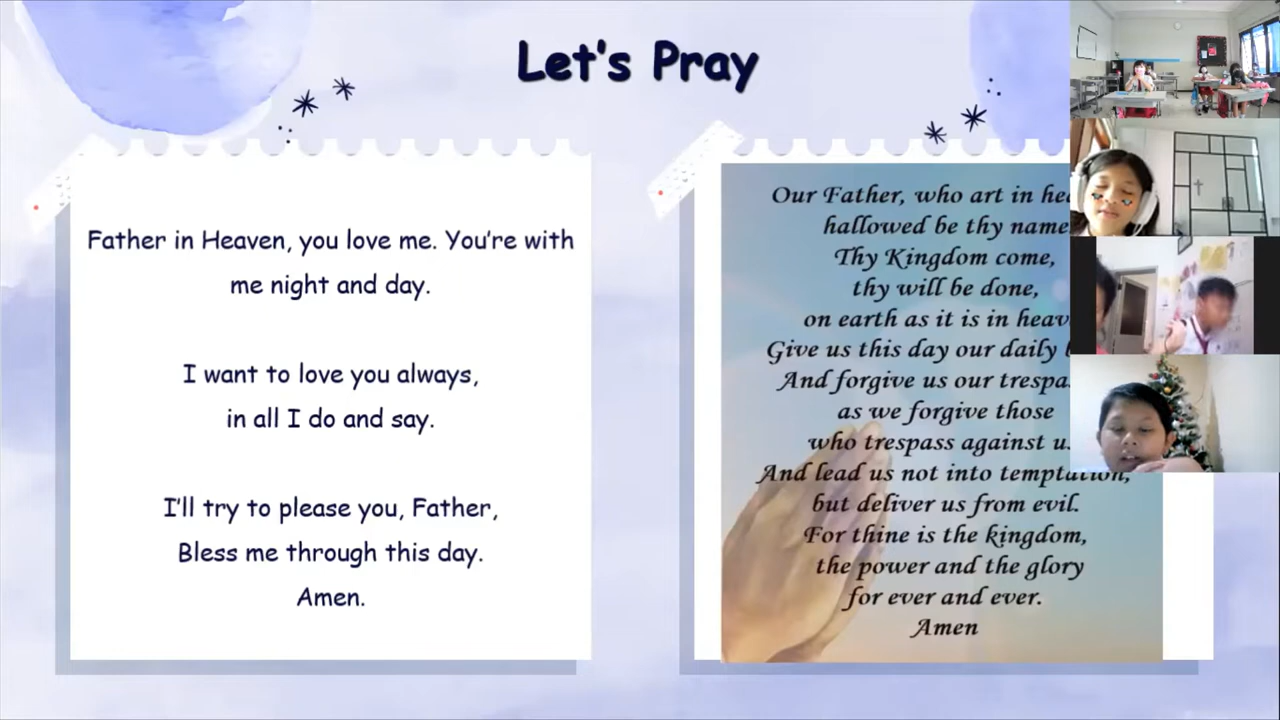 Let's Pray
Father in Heaven, you love me. You're with
me night and day.
I want to love you always,
in all I do and say.
I'll try to please you, Father,
Bless me through this day.
Amen.
Our Father, who art in
hallowed be thy name
Thy Kingdom come,
thy will be done,
on earth as it is in
Give us this day our daily
And forgive us our
as we forgive those
who trespass against
And lead us not into temptation,
but deliver us from evil.
For thine is the kingdom,
the power and the glory
for ever and ever.
Amen